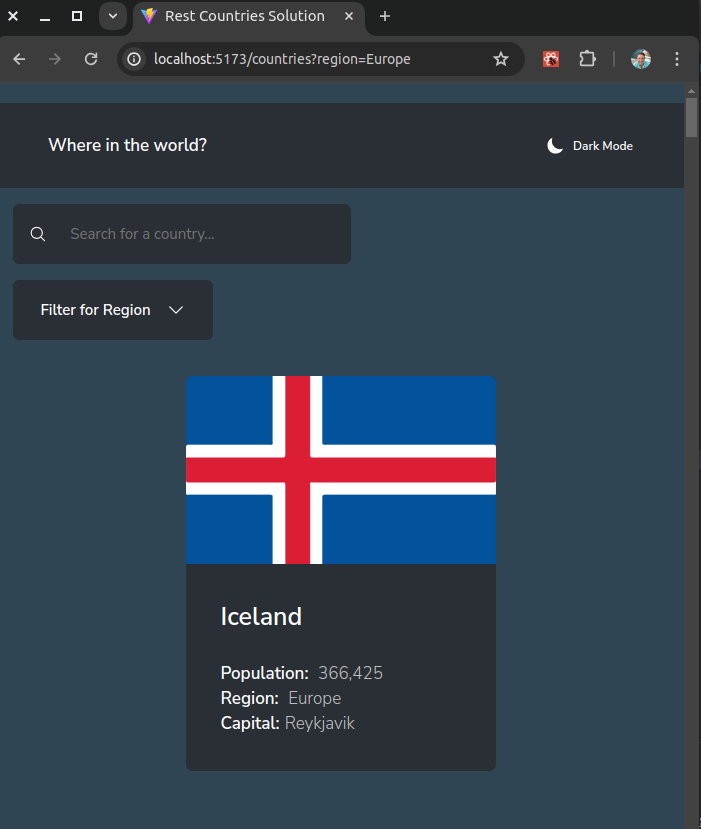 Rest Countries Solution
localhost:5173/countries?region=Europe
Where in the world?
Dark Mode
Search for a country...
Filter for Region
Iceland
Population: 366,425
Region: Europe
Capital: Reykjavik